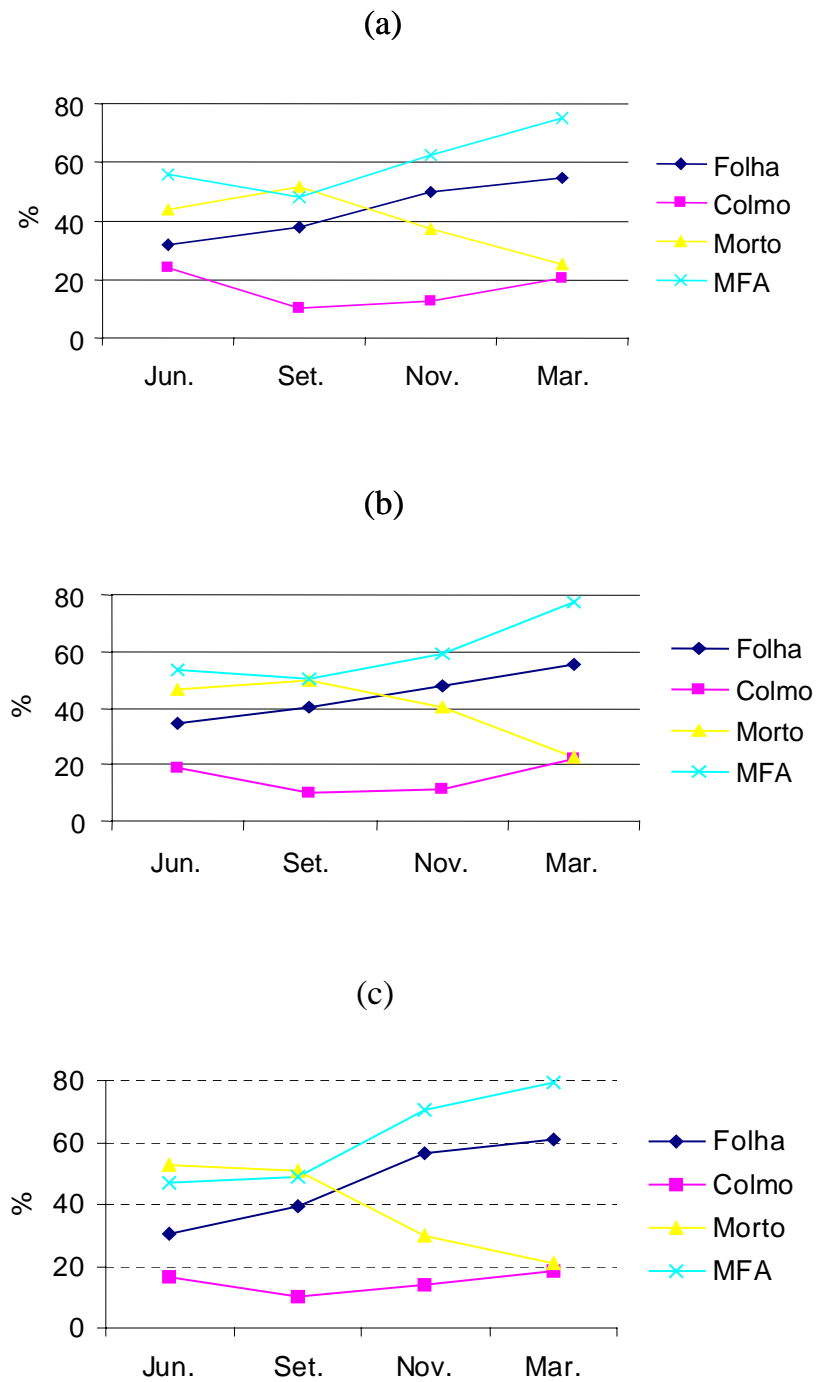 (a)
80
60
40
20
0
%
Jun. Set. Nov. Mar.
Folha
Colmo
Morto
MFA
(b)
80
60
40
20
0
%
Jun. Set. Nov. Mar.
Folha
Colmo
Morto
MFA
(c)
80
60
40
20
0
%
Jun. Set. Nov. Mar.
Folha
Colmo
Morto
MFA